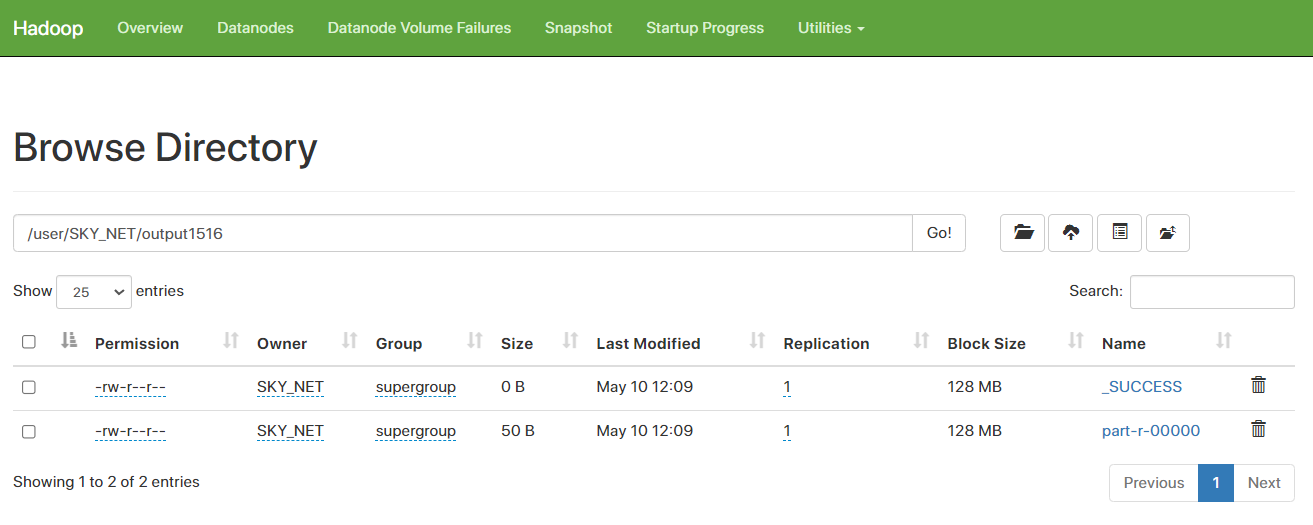 Hadoop Overview Datanodes Datanode Volume Failures Snapshot Startup Progress Utilities
Browse Directory
/user/SKY_NET/output1516 Go!
Show 25 entries Search:
Permission Owner Group Size Last Modified Replication Block Size Name
-rw-r--r-- SKY_NET supergroup 0 B May 10 12:09 1 128 MB _SUCCESS
-rw-r--r-- SKY_NET supergroup 50 B May 10 12:09 1 128 MB part-r-00000
Showing 1 to 2 of 2 entries Previous 1 Next